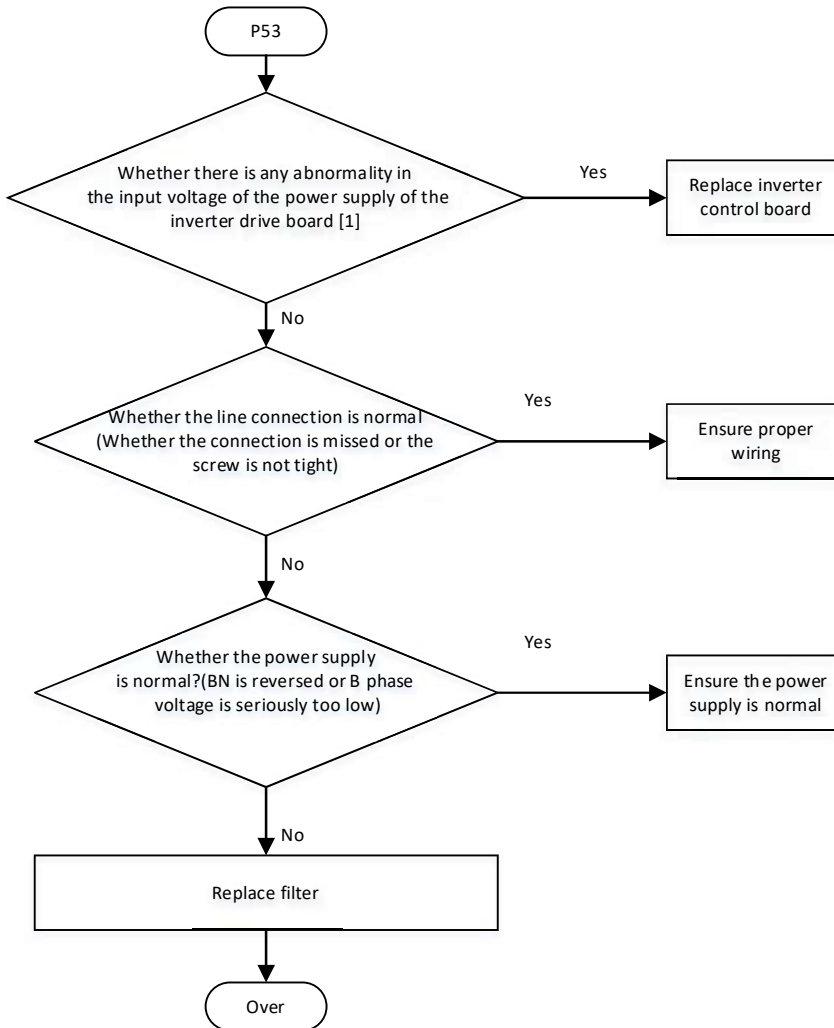 P53
Whether there is any abnormality in
the input voltage of the power supply of the
inverter drive board [1]
Yes
Replace inverter
control board
No
Whether the line connection is normal
(Whether the connection is missed or the
screw is not tight)
Yes
Ensure proper
wiring
No
Whether the power supply
is normal?(BN is reversed or B phase
voltage is seriously too low)
Yes
Ensure the power
supply is normal
No
Replace filter
Over